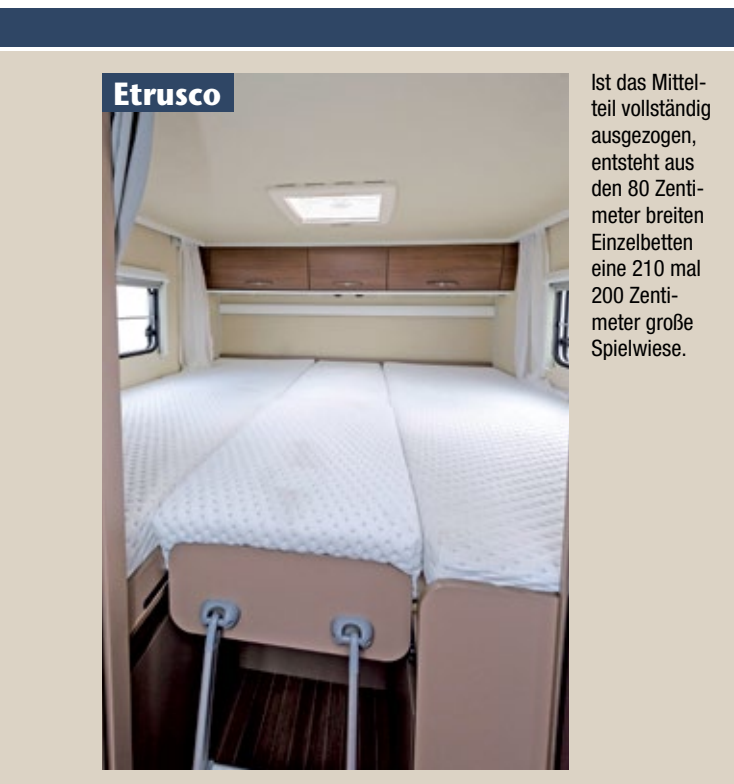 Etrusco
Ist das Mittel-
teil vollständig
ausgezogen,
entsteht aus
den 80 Zenti-
meter breiten
Einzelbetten
eine 210 mal
200 Zenti-
meter große
Spielwiese.